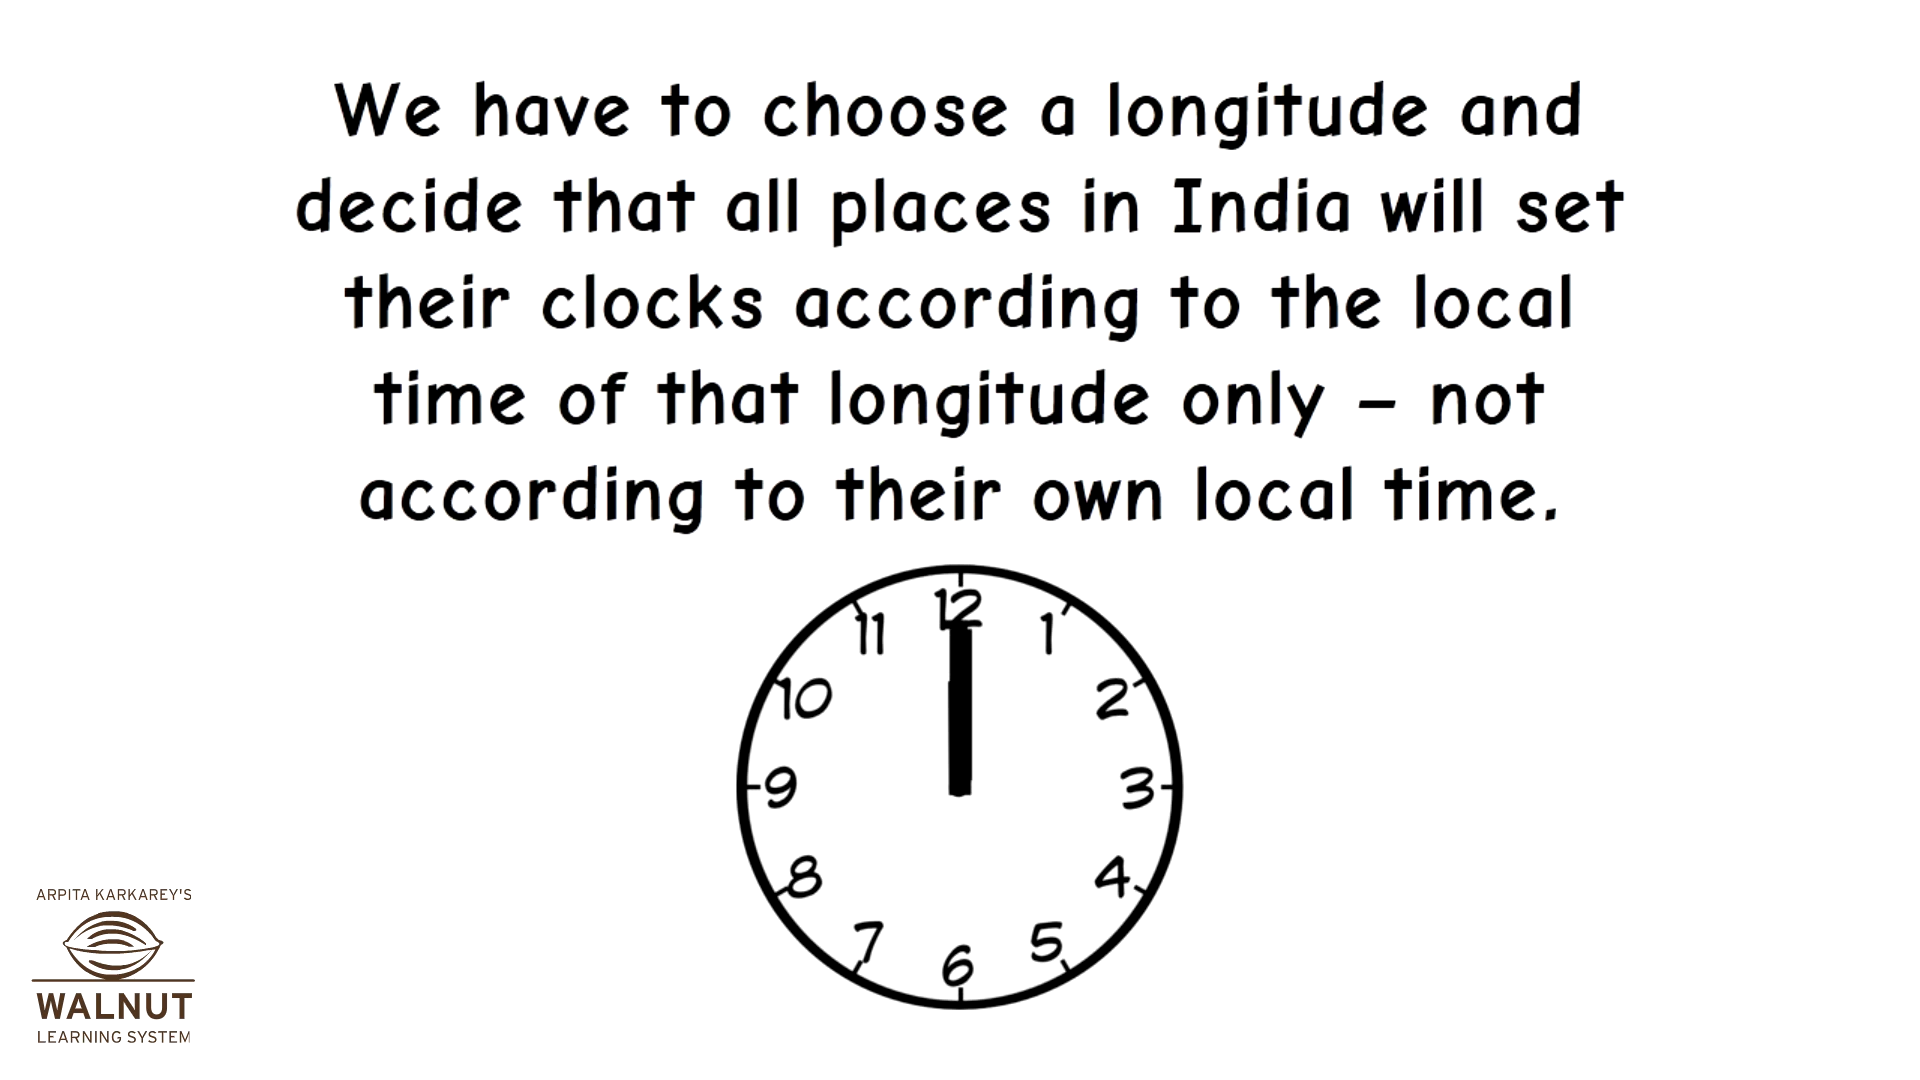 We have to choose a longitude and
decide that all places in India will set
their clocks according to the local
time of that longitude only – not
according to their own local time.
12
11
1
10
2
9
3
8
4
7
5
6
ARPITA KARKAREY'S
WALNUT
LEARNING SYSTEM